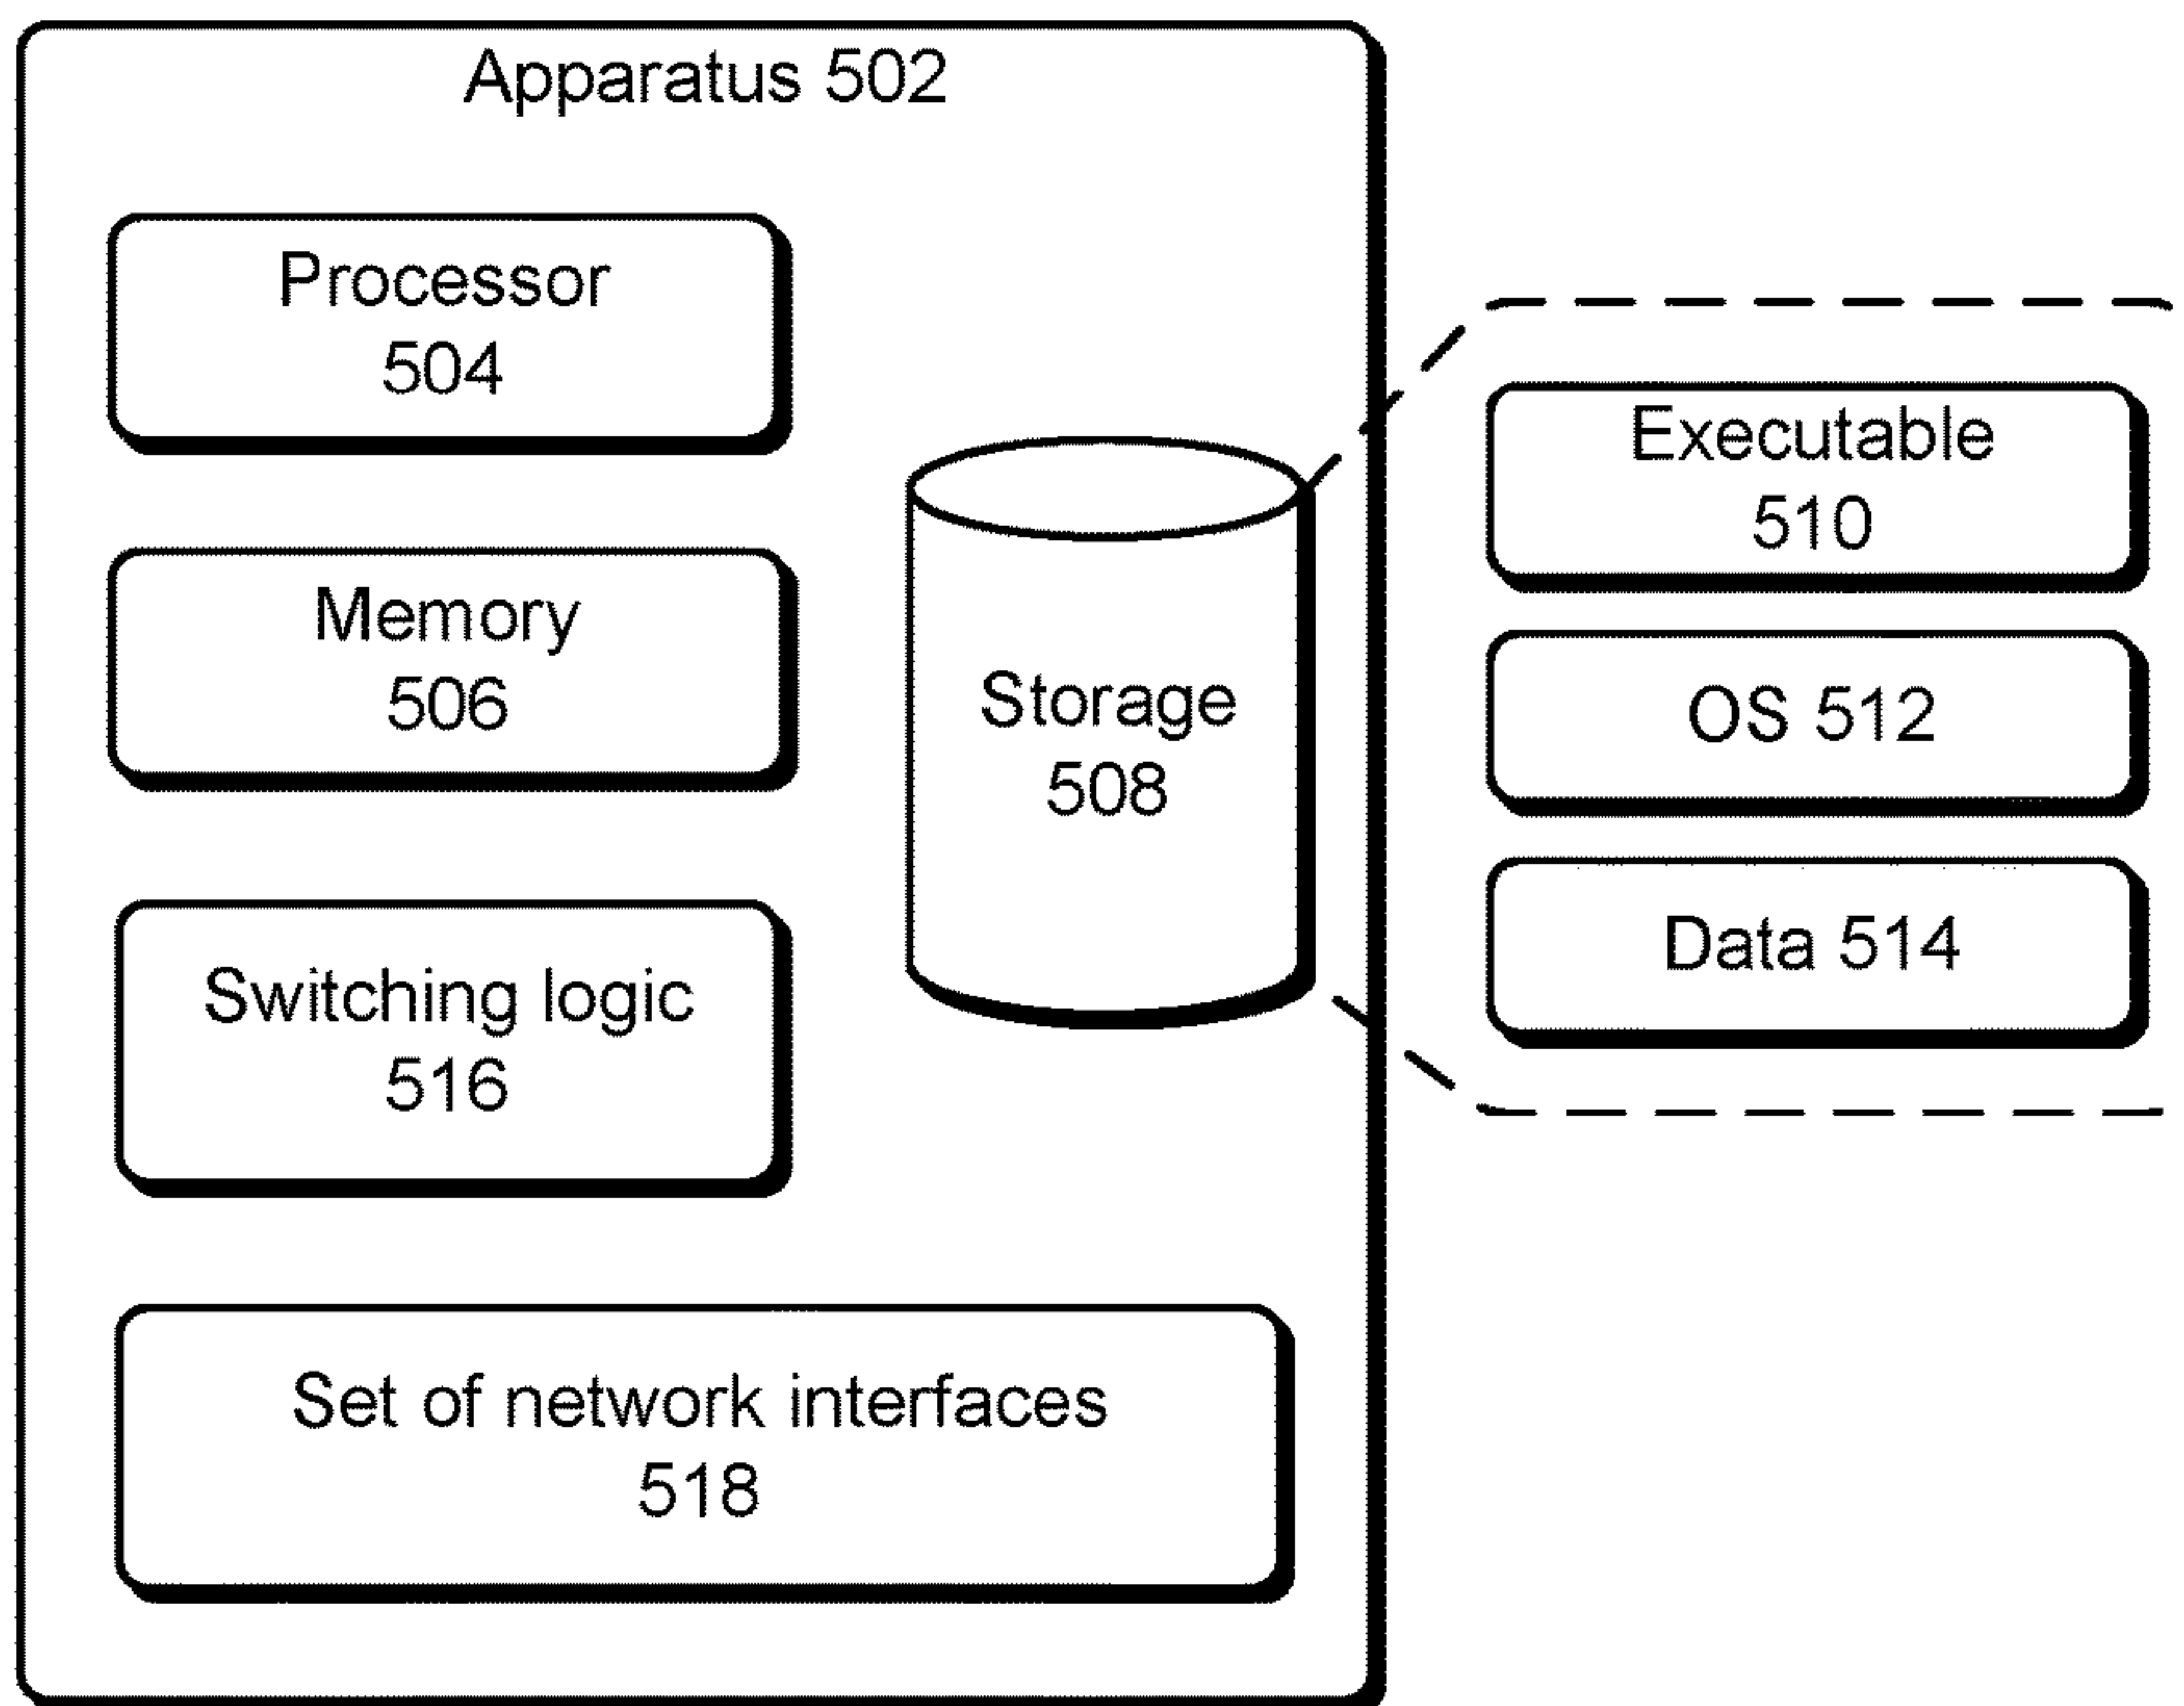 Apparatus 502
Processor
504
Memory
506
Storage
508
Switching logic
516
Set of network interfaces
518
Executable
510
OS 512
Data 514